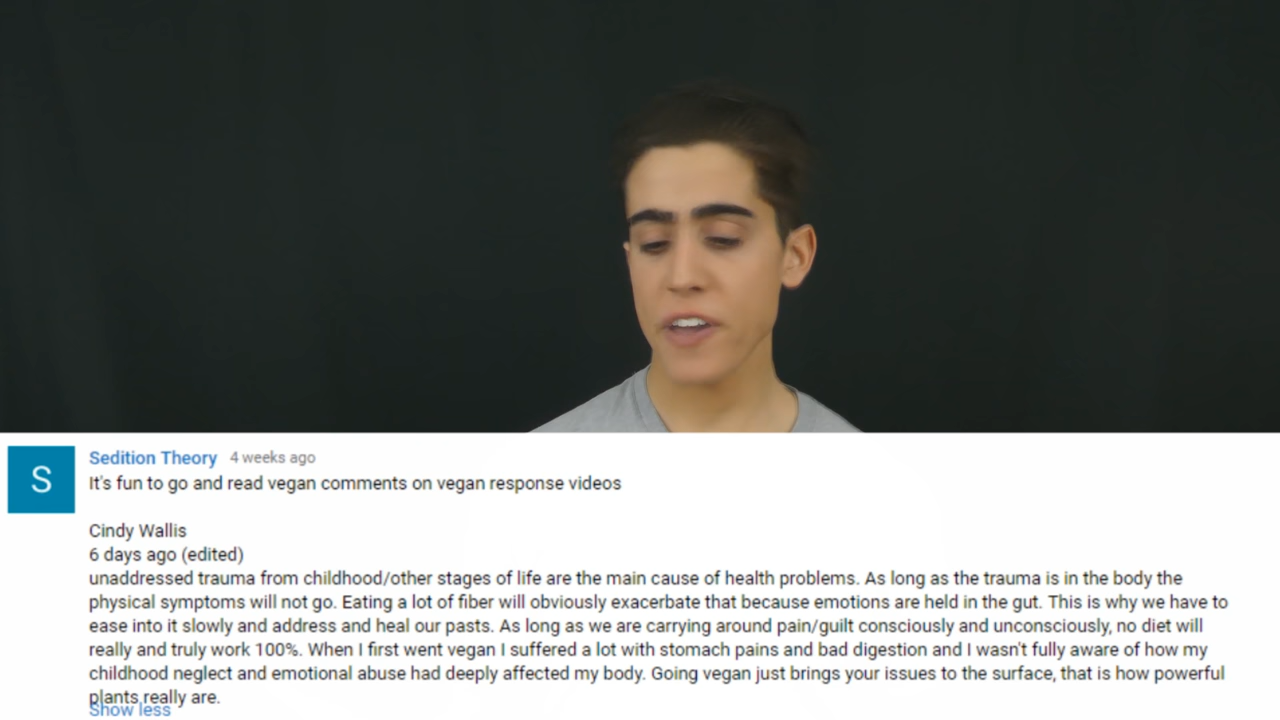 S
Sedition Theory 4 weeks ago
It's fun to go and read vegan comments on vegan response videos
Cindy Wallis
6 days ago (edited)
unaddressed trauma from childhood/other stages of life are the main cause of health problems. As long as the trauma is in the body the
physical symptoms will not go. Eating a lot of fiber will obviously exacerbate that because emotions are held in the gut. This is why we have to
ease into it slowly and address and heal our pasts. As long as we are carrying around pain/guilt consciously and unconsciously, no diet will
really and truly work 100%. When I first went vegan I suffered a lot with stomach pains and bad digestion and I wasn't fully aware of how my
childhood neglect and emotional abuse had deeply affected my body. Going vegan just brings your issues to the surface, that is how powerful
plants really are.
Show less